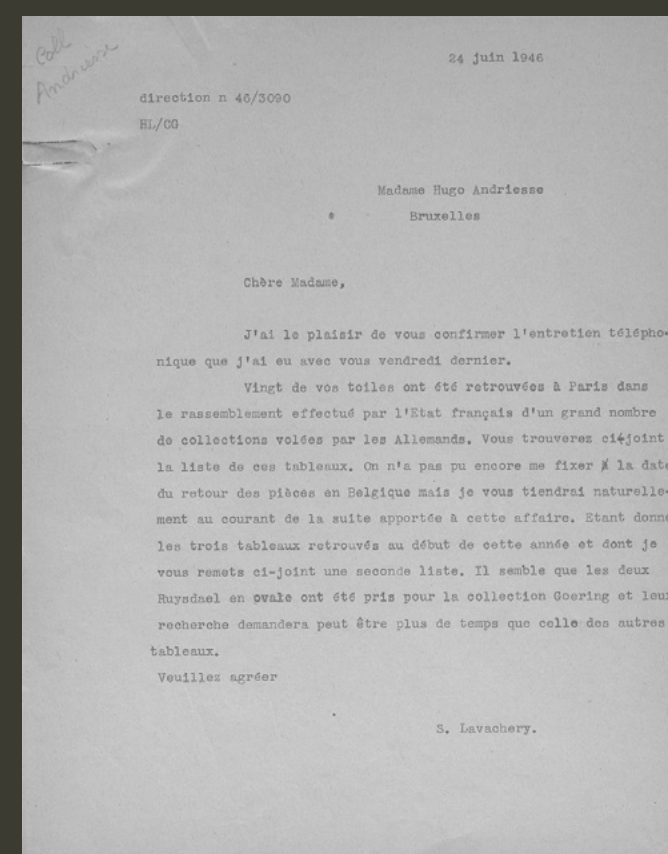 Coll
Andriesse
24 juin 1946
direction n 46/3090
HL/CG
Madame Hugo Andriesse
Bruxelles
Chère Madame,
J'ai le plaisir de vous confirmer l'entretien télépho-
nique que j'ai eu avec vous vendredi dernier.
Vingt de vos toiles ont été retrouvées à Paris dans
le rassemblement effectué par l'Etat français d'un grand nombre
de collections volées par les Allemands. Vous trouverez ci-joint
la liste de ces tableaux. On n'a pas pu encore me fixer la date
du retour des pièces en Belgique mais je vous tiendrai naturelle-
ment au courant de la suite apportée à cette affaire. Etant donné
les trois tableaux retrouvés au début de cette année et dont je
vous remets ci-joint une seconde liste. Il semble que les deux
Ruysdael en ovale ont été pris pour la collection Goering et leur
recherche demandera peut être plus de temps que celle des autres
tableaux.
Veuillez agréer
S. Lavachery.